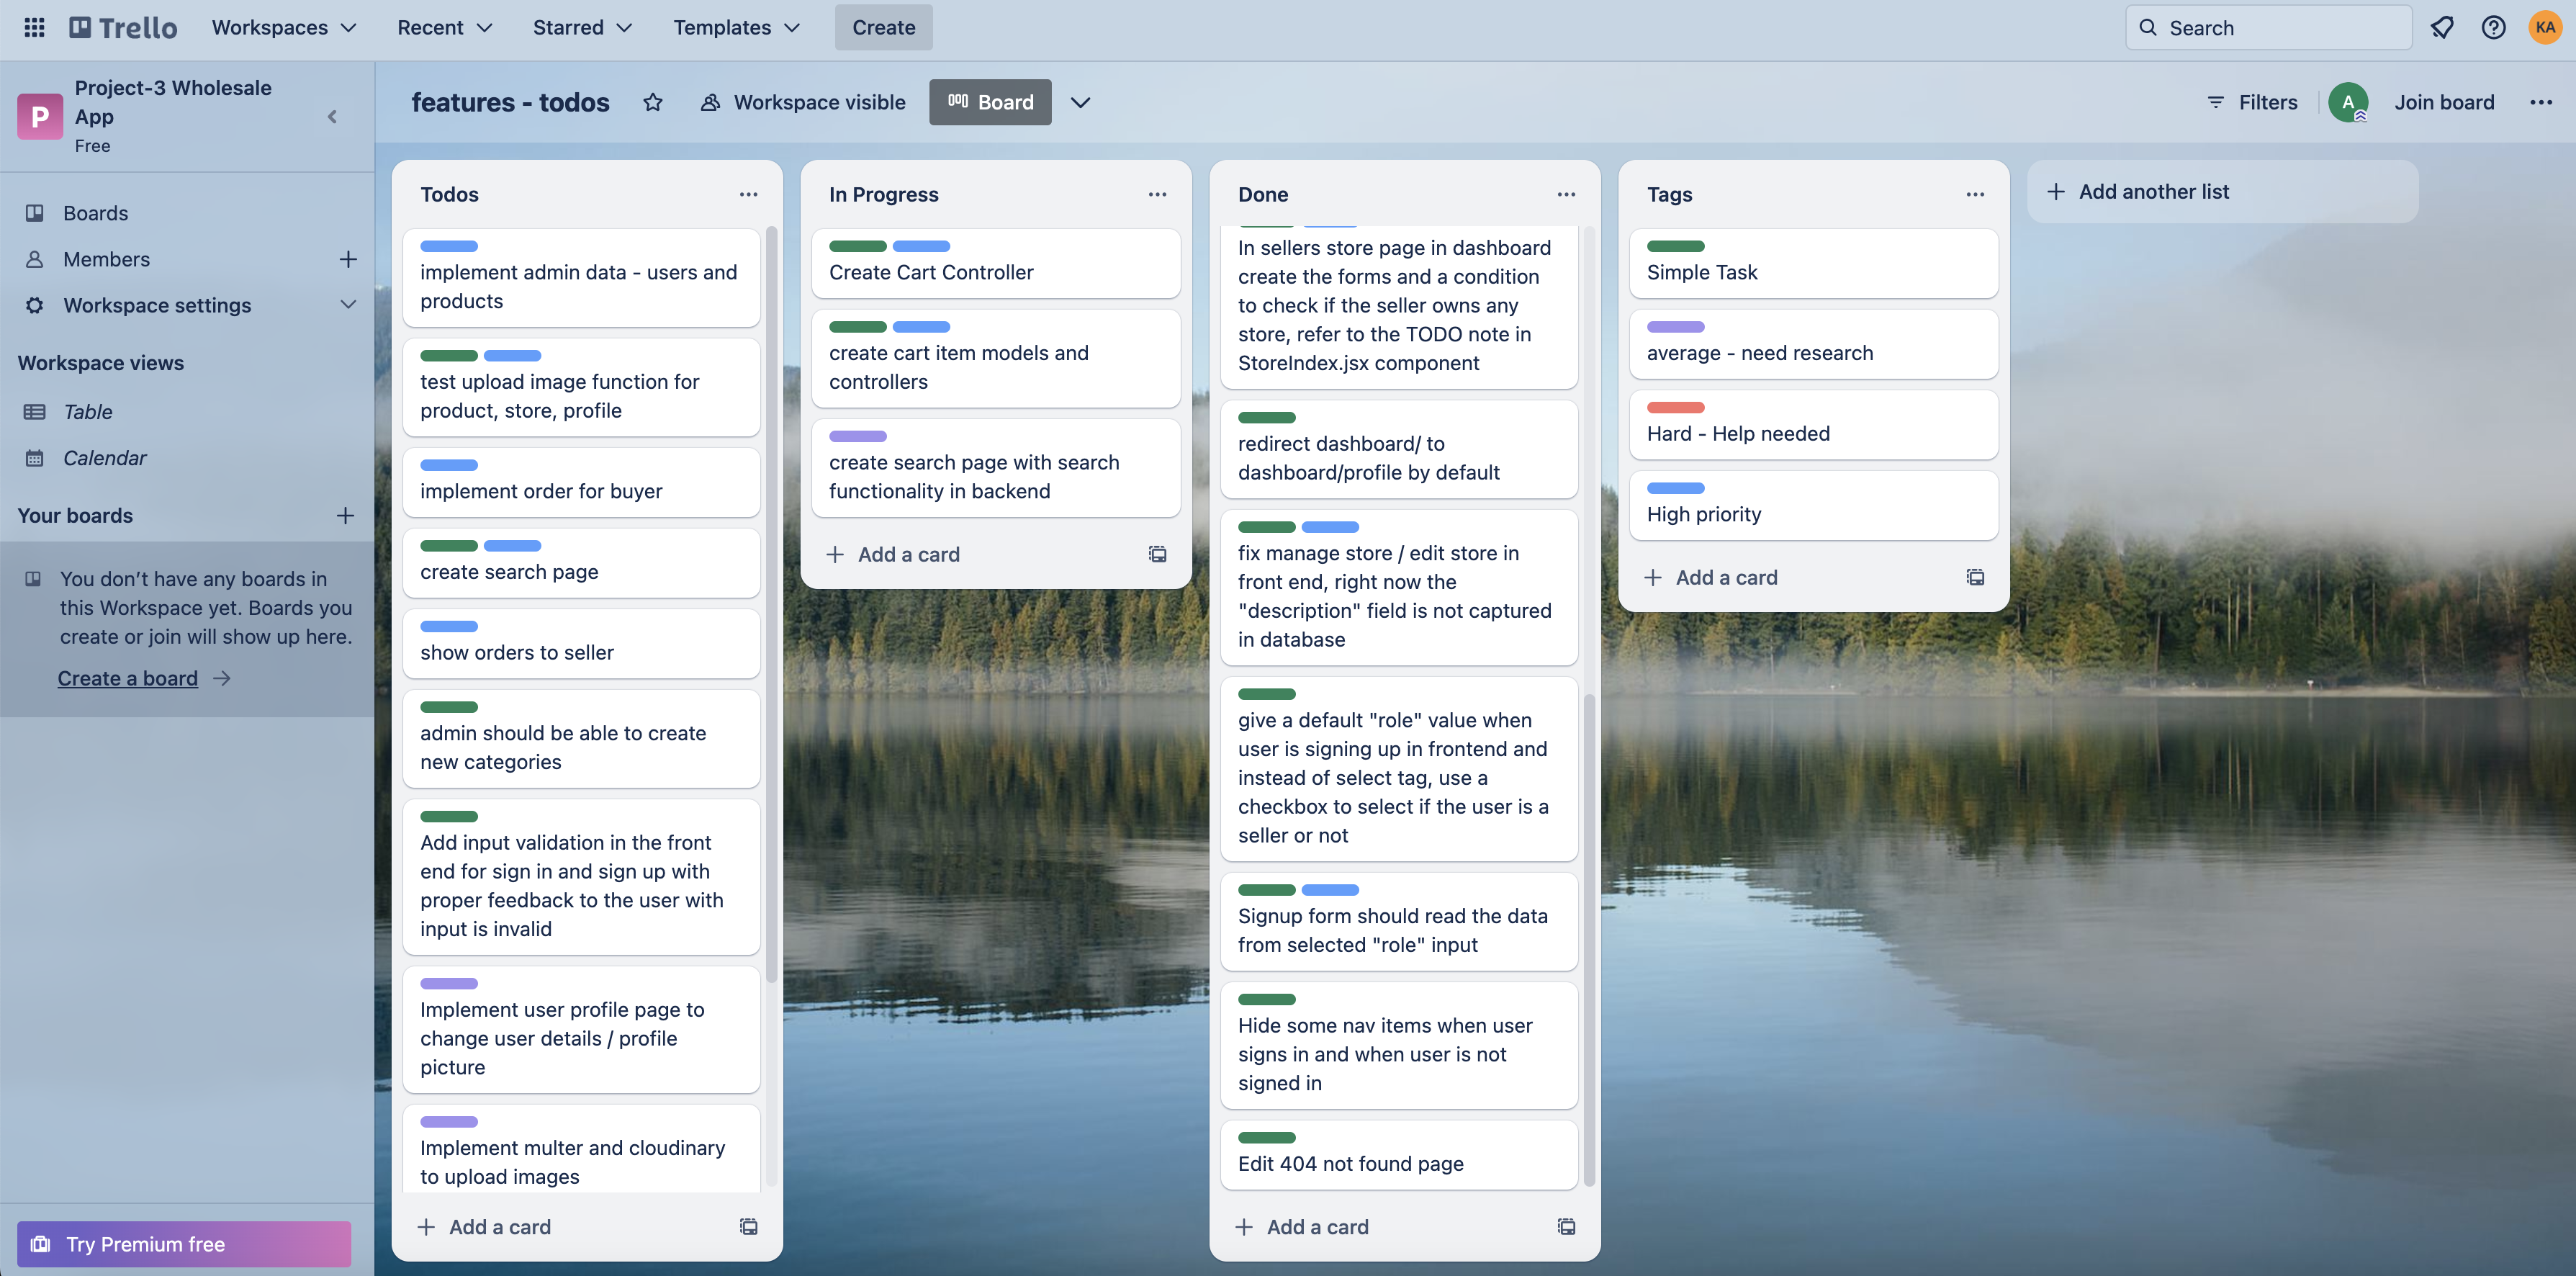 Trello
Workspaces
Recent
Starred
Templates
Create
Search
KA
P
Project-3 Wholesale
App
Free
Boards
Members
Workspace settings
Workspace views
Table
Calendar
Your boards
You don’t have any boards in
this Workspace yet. Boards you
create or join will show up here.
Create a board
Try Premium free
features - todos
Workspace visible
Board
Filters
A
Join board
Todos
implement admin data - users and
products
test upload image function for
product, store, profile
implement order for buyer
create search page
show orders to seller
admin should be able to create
new categories
Add input validation in the front
end for sign in and sign up with
proper feedback to the user with
input is invalid
Implement user profile page to
change user details / profile
picture
Implement multer and cloudinary
to upload images
Add a card
In Progress
Create Cart Controller
create cart item models and
controllers
create search page with search
functionality in backend
Add a card
Done
In sellers store page in dashboard
create the forms and a condition
to check if the seller owns any
store, refer to the TODO note in
StoreIndex.jsx component
redirect dashboard/ to
dashboard/profile by default
fix manage store / edit store in
front end, right now the
"description" field is not captured
in database
give a default "role" value when
user is signing up in frontend and
instead of select tag, use a
checkbox to select if the user is a
seller or not
Signup form should read the data
from selected "role" input
Hide some nav items when user
signs in and when user is not
signed in
Edit 404 not found page
Add a card
Tags
Simple Task
average - need research
Hard - Help needed
High priority
Add a card
Add another list